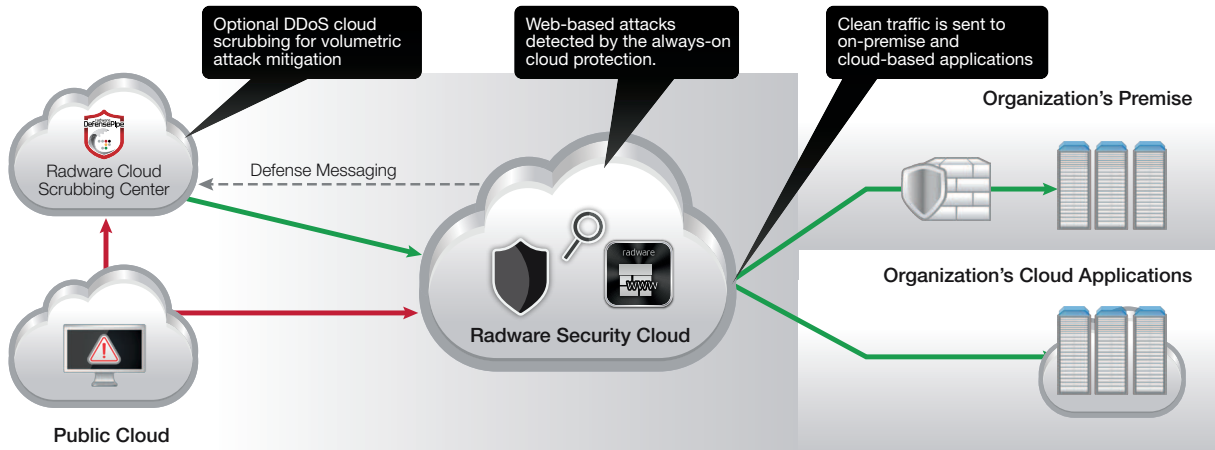 Optional DDoS cloud
scrubbing for volumetric
attack mitigation
Web-based attacks
detected by the always-on
cloud protection.
Clean traffic is sent to
on-premise and
cloud-based applications
Organization's Premise
radware
DefensePipe
Radware Cloud
Scrubbing Center
Defense Messaging
radware
www
Radware Security Cloud
Organization's Cloud Applications
Public Cloud